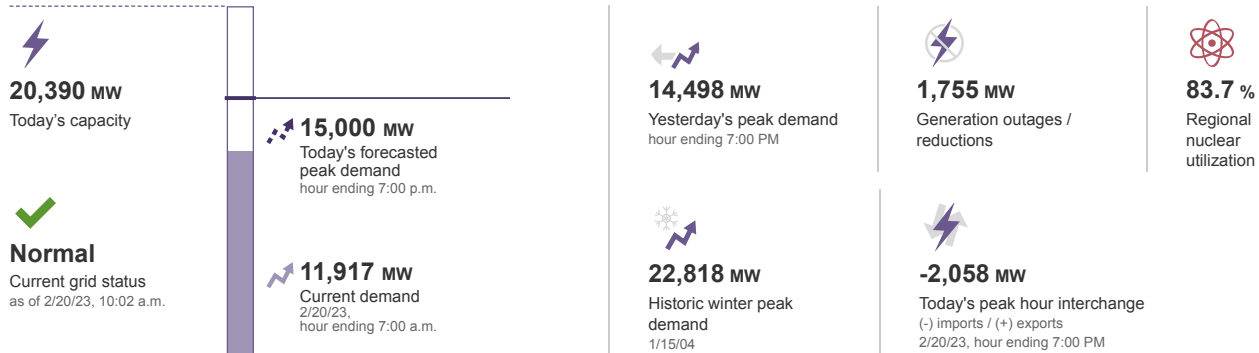 20,390 MW
Today's capacity
Normal
Current grid status
as of 2/20/23, 10:02 a.m.
15,000 MW
Today's forecasted
peak demand
hour ending 7:00 p.m.
11,917 MW
Current demand
2/20/23,
hour ending 7:00 a.m.
14,498 MW
Yesterday's peak demand
hour ending 7:00 PM
1,755 MW
Generation outages /
reductions
83.7 %
Regional
nuclear
utilization
22,818 MW
Historic winter peak
demand
1/15/04
-2,058 MW
Today's peak hour interchange
(-) imports / (+) exports
2/20/23, hour ending 7:00 PM